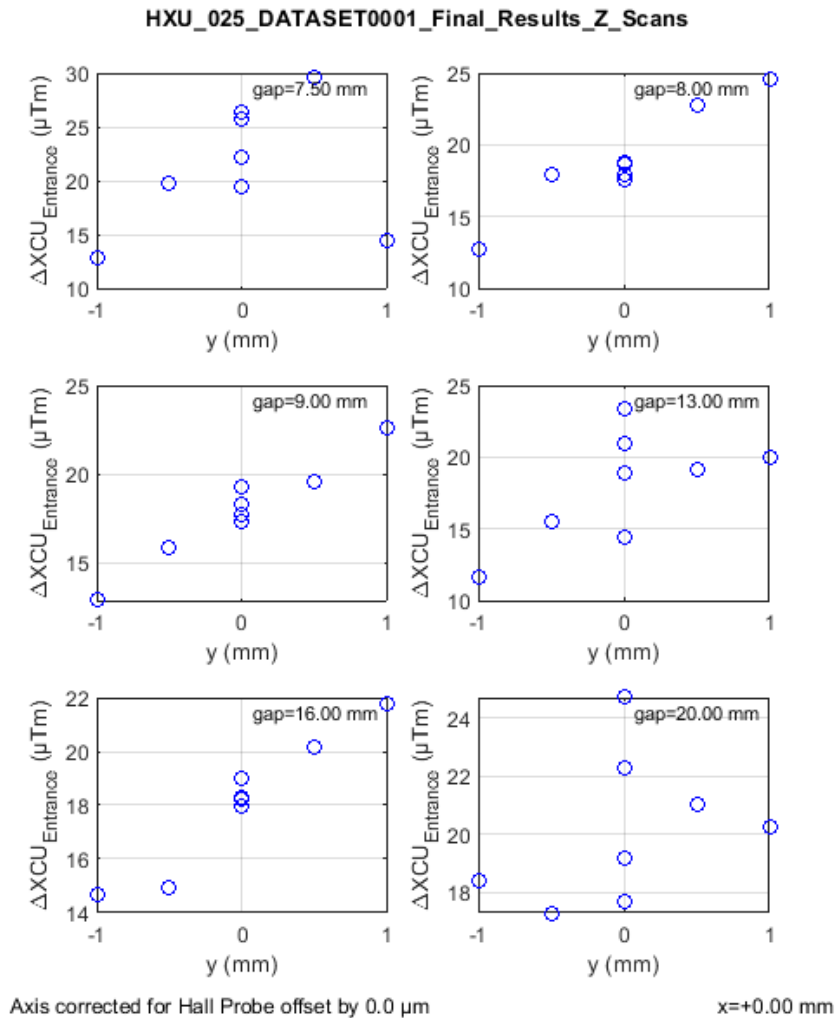 HXU_025_DATASET0001_Final_Results_Z_Scans
30
25
20
15
10
-1
0
1
ΔXCU_Entrance (μTm)
y (mm)
gap=7.50 mm
25
20
15
10
-1
0
1
ΔXCU_Entrance (μTm)
y (mm)
gap=8.00 mm
25
20
15
-1
0
1
ΔXCU_Entrance (μTm)
y (mm)
gap=9.00 mm
25
20
15
10
-1
0
1
ΔXCU_Entrance (μTm)
y (mm)
gap=13.00 mm
22
20
18
16
14
-1
0
1
ΔXCU_Entrance (μTm)
y (mm)
gap=16.00 mm
24
22
20
18
-1
0
1
ΔXCU_Entrance (μTm)
y (mm)
gap=20.00 mm
Axis corrected for Hall Probe offset by 0.0 μm
x=+0.00 mm